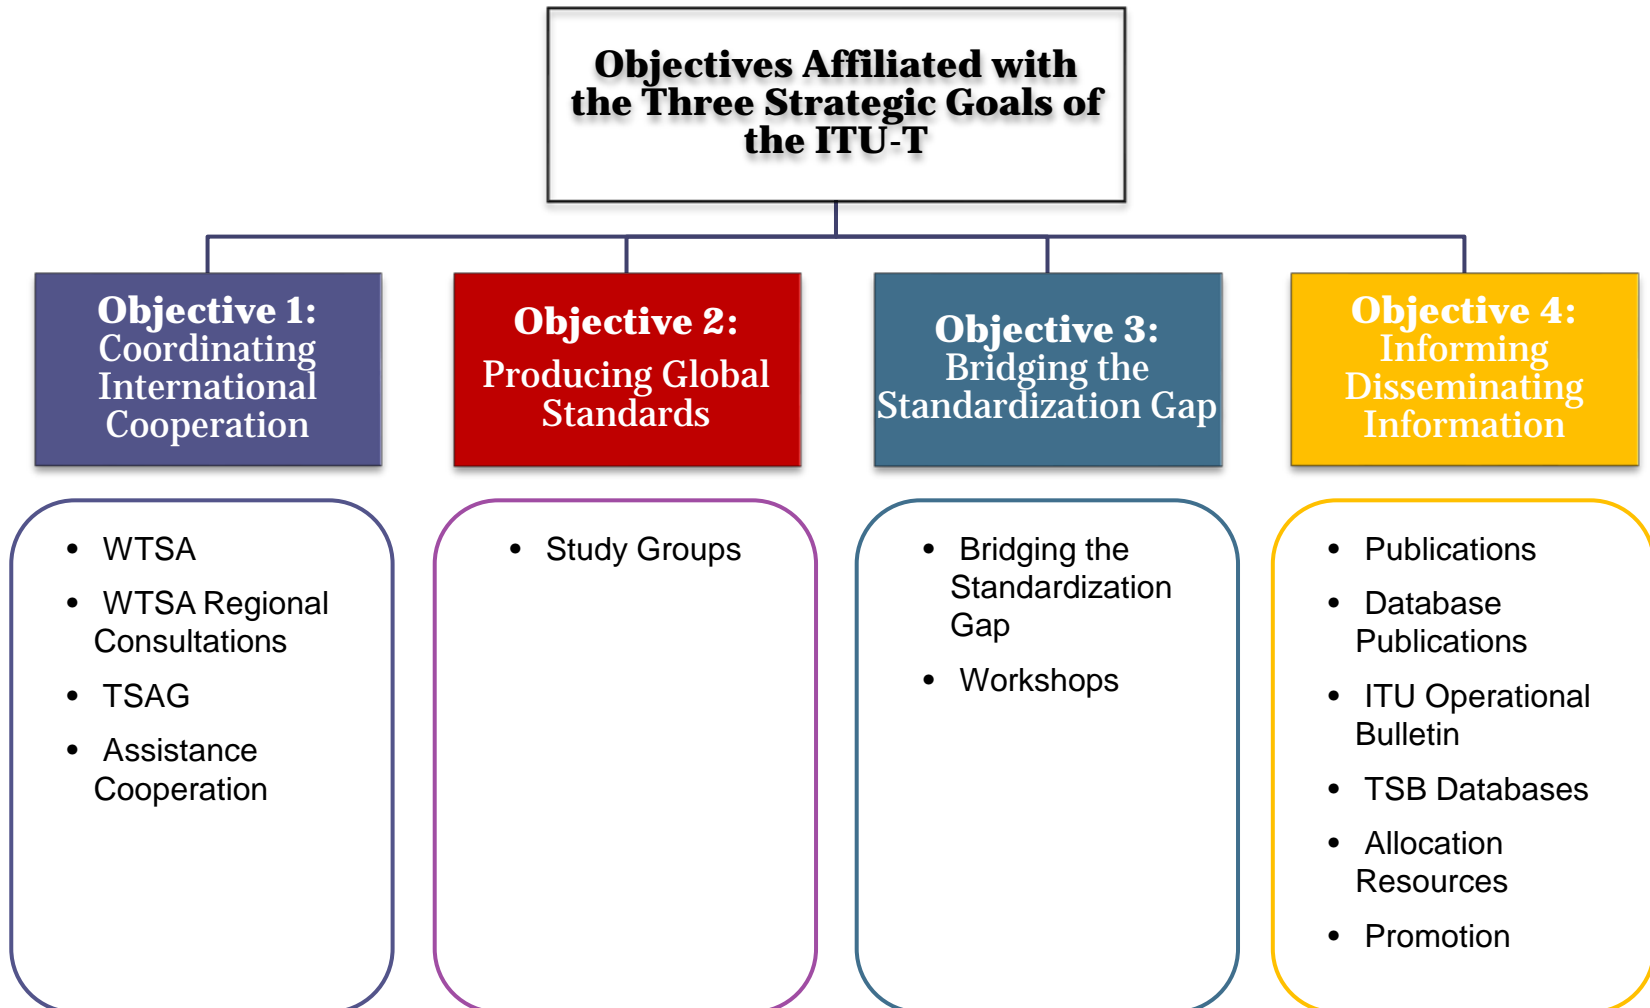 Objectives Affiliated with
the Three Strategic Goals of
the ITU-T
Objective 1:
Coordinating
International
Cooperation
Objective 2:
Producing Global
Standards
Objective 3:
Bridging the
Standardization Gap
Objective 4:
Informing
Disseminating
Information
• WTSA
• WTSA Regional
Consultations
• TSAG
• Assistance
Cooperation
• Study Groups
• Bridging the
Standardization
Gap
• Workshops
• Publications
• Database
Publications
• ITU Operational
Bulletin
• TSB Databases
• Allocation
Resources
• Promotion